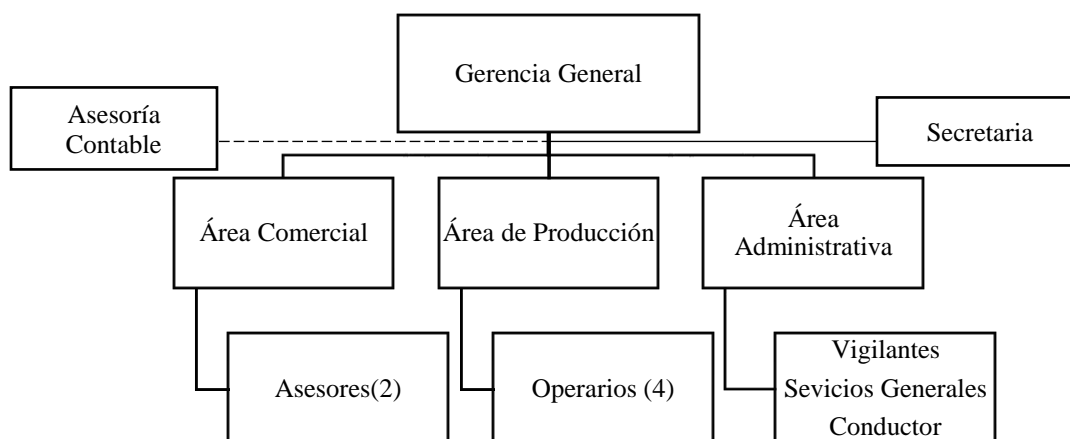 Gerencia General
Asesoría
Contable
Secretaria
Área Comercial
Área de Producción
Área
Administrativa
Asesores(2)
Operarios (4)
Vigilantes
Sevicios Generales
Conductor